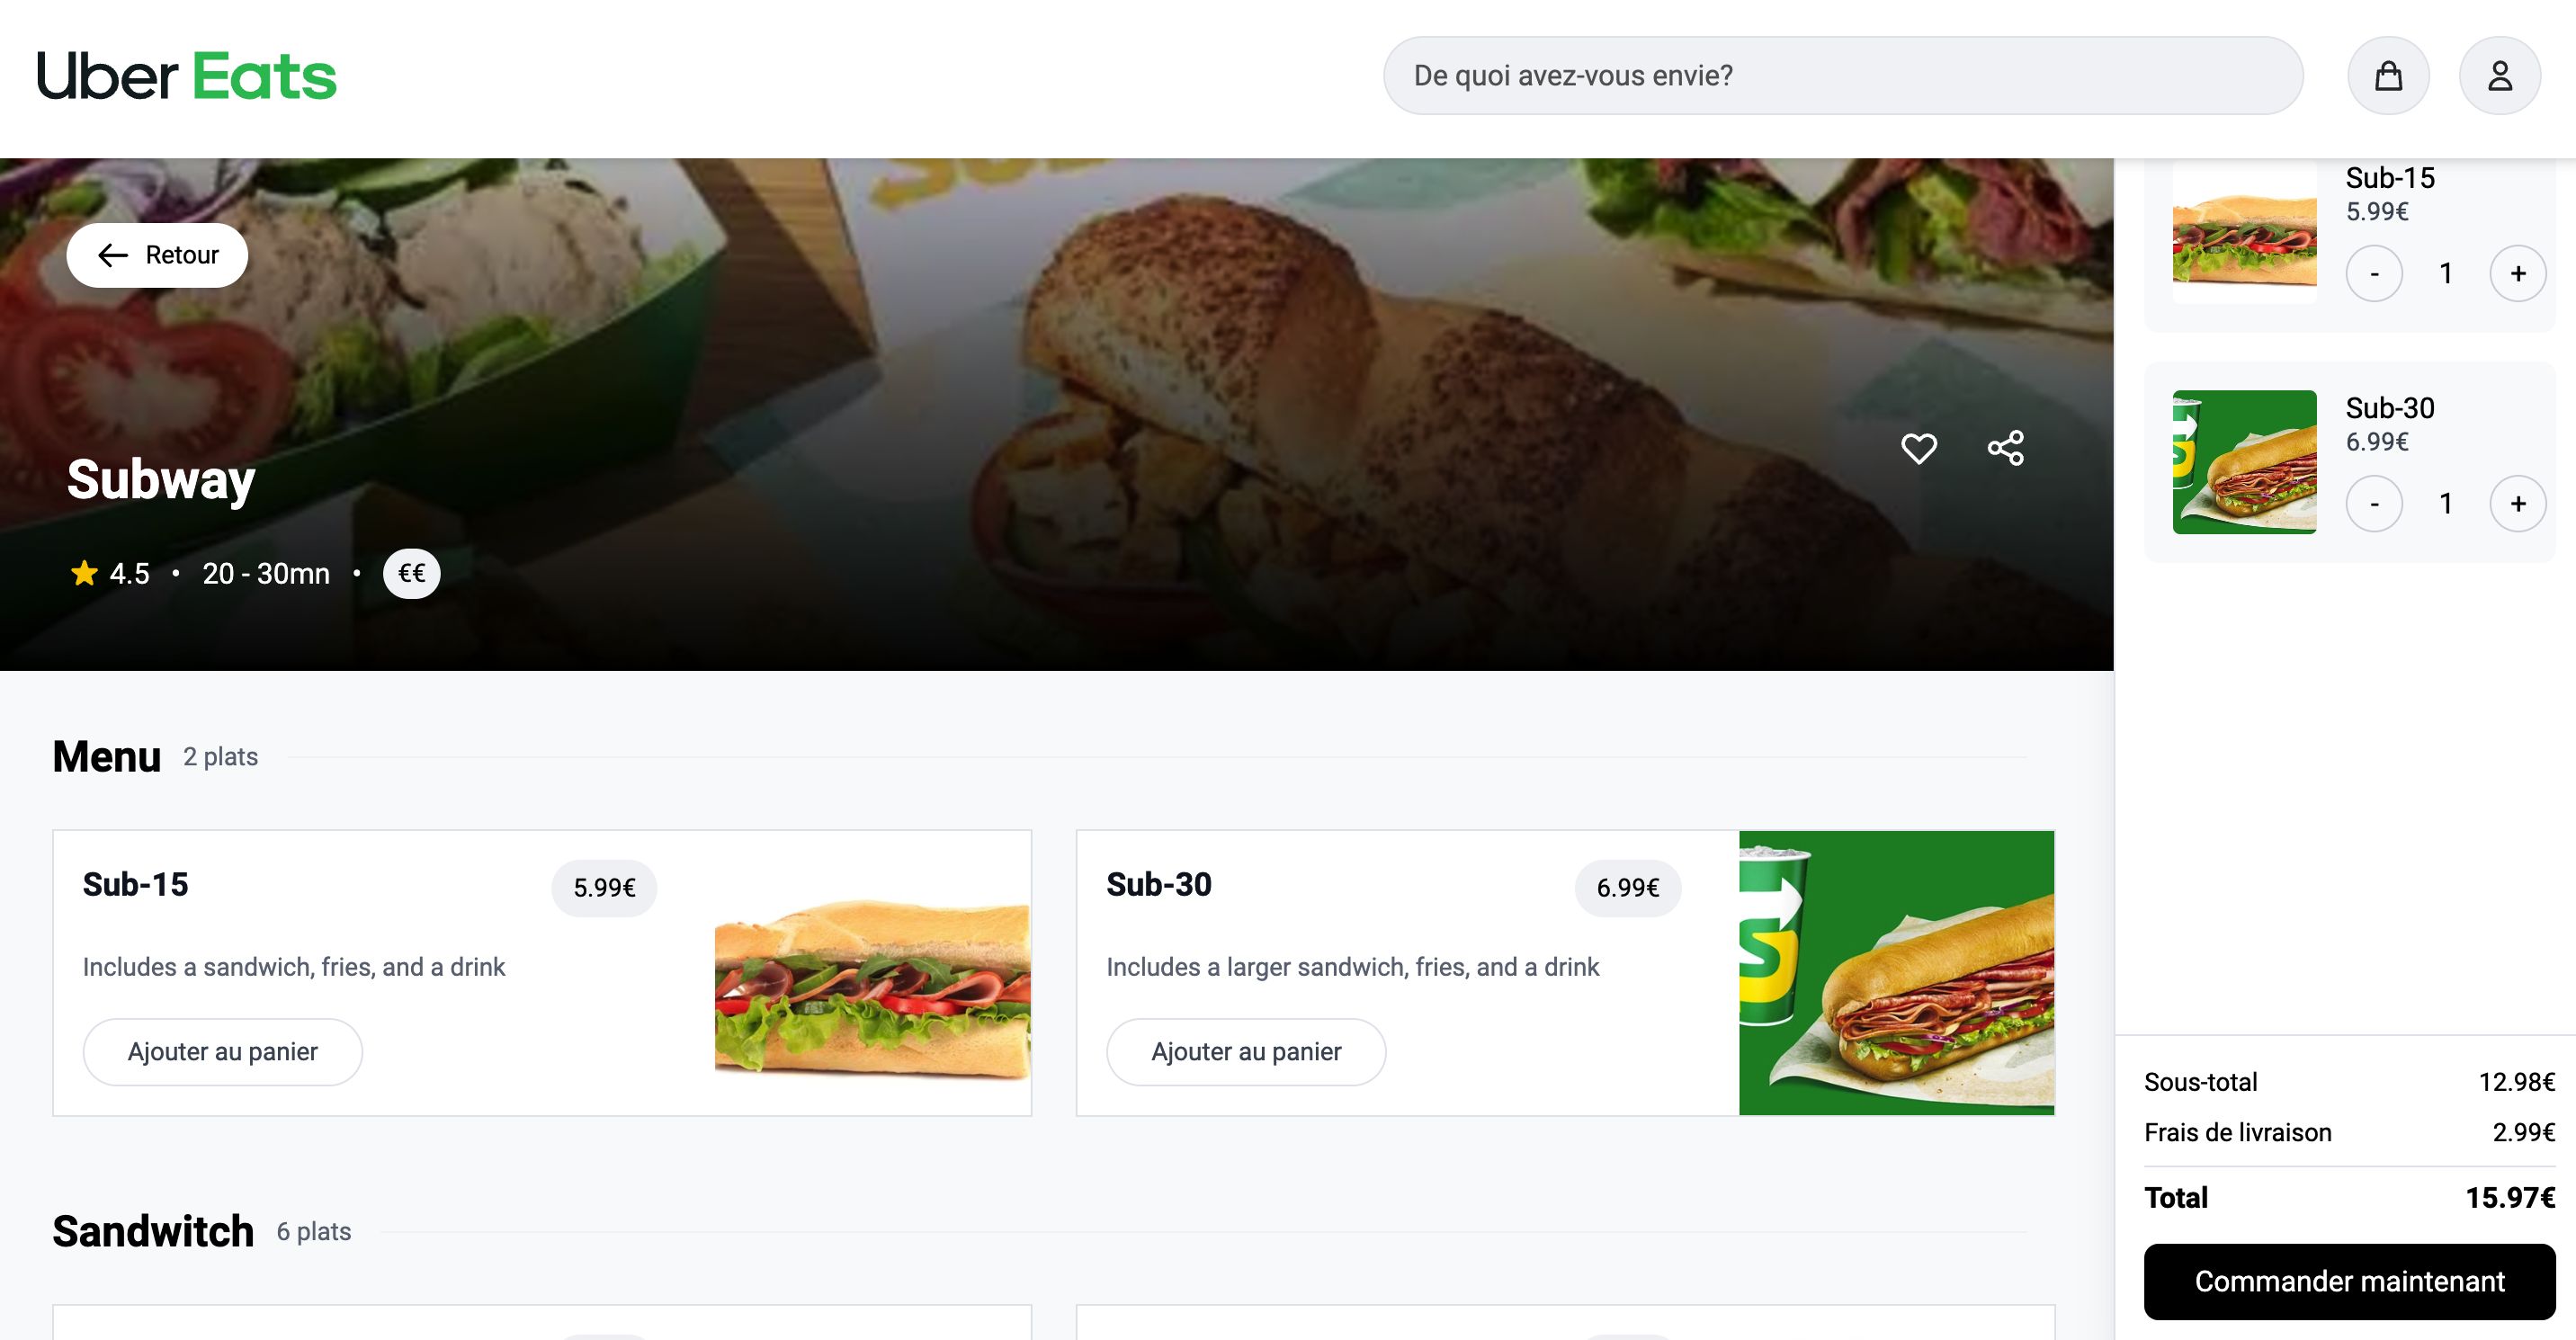 Uber Eats
De quoi avez-vous envie?
Retour
Subway
4.5 • 20 - 30mn • €€
Menu 2 plats
Sub-15 5.99€
Includes a sandwich, fries, and a drink
Ajouter au panier
Sub-30 6.99€
Includes a larger sandwich, fries, and a drink
Ajouter au panier
Sandwitch 6 plats
Sub-15
5.99€
- 1 +
Sub-30
6.99€
- 1 +
Sous-total 12.98€
Frais de livraison 2.99€
Total 15.97€
Commander maintenant